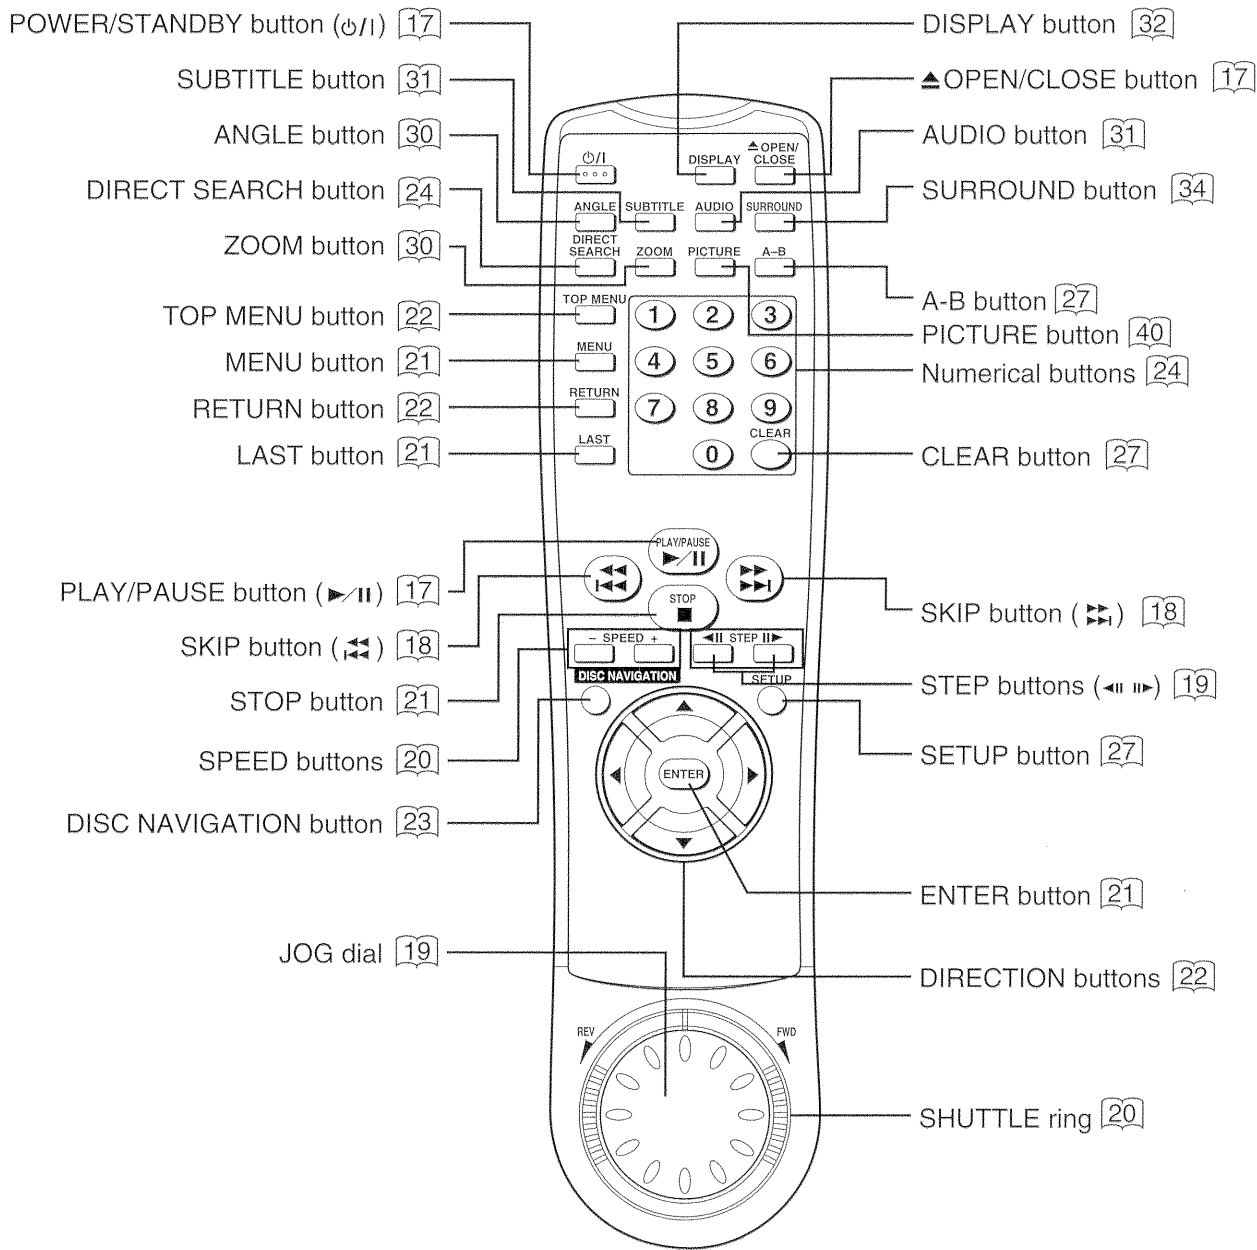 POWER/STANDBY button (⏻/I) 17
SUBTITLE button 31
ANGLE button 30
DIRECT SEARCH button 24
ZOOM button 30
TOP MENU button 22
MENU button 21
RETURN button 22
LAST button 21
PLAY/PAUSE button (►/II) 17
SKIP button (◄◄ I◄◄) 18
STOP button 21
SPEED buttons 20
DISC NAVIGATION button 23
JOG dial 19
⏻/I
DISPLAY
▲ OPEN/
CLOSE
ANGLE
SUBTITLE
AUDIO
SURROUND
DIRECT
SEARCH
ZOOM
PICTURE
A–B
TOP MENU
1 2 3
MENU
4 5 6
RETURN
7 8 9
LAST
CLEAR
0
PLAY/PAUSE
►/II
◄◄
I◄◄
►►
►►I
STOP
■
– SPEED +
◄II STEP II►
DISC NAVIGATION
SETUP
ENTER
REV
FWD
DISPLAY button 32
▲OPEN/CLOSE button 17
AUDIO button 31
SURROUND button 34
A-B button 27
PICTURE button 40
Numerical buttons 24
CLEAR button 27
SKIP button (►► ►►I) 18
STEP buttons (◄II II►) 19
SETUP button 27
ENTER button 21
DIRECTION buttons 22
SHUTTLE ring 20